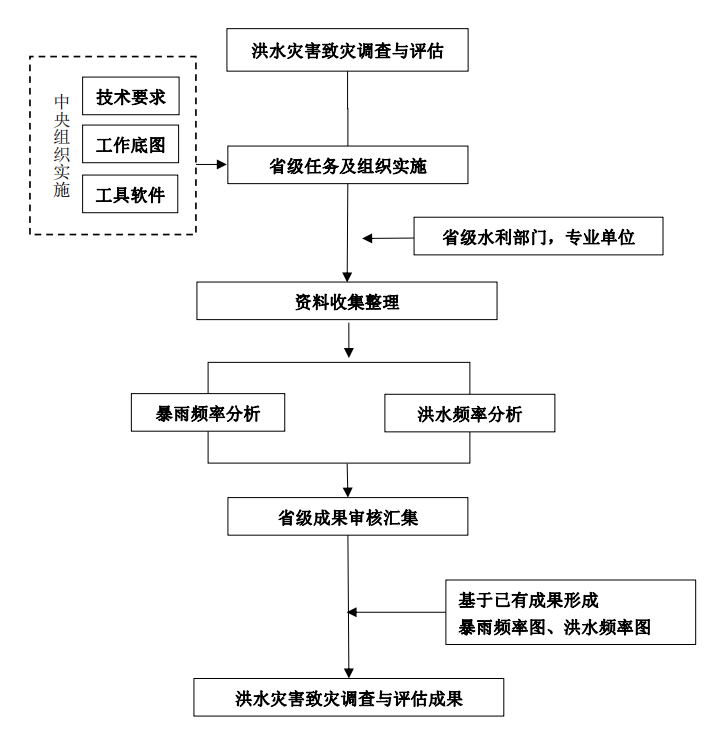 洪水灾害致灾调查与评估
中央组织实施
技术要求
工作底图
工具软件
省级任务及组织实施
省级水利部门，专业单位
资料收集整理
暴雨频率分析
洪水频率分析
省级成果审核汇集
基于已有成果形成
暴雨频率图、洪水频率图
洪水灾害致灾调查与评估成果